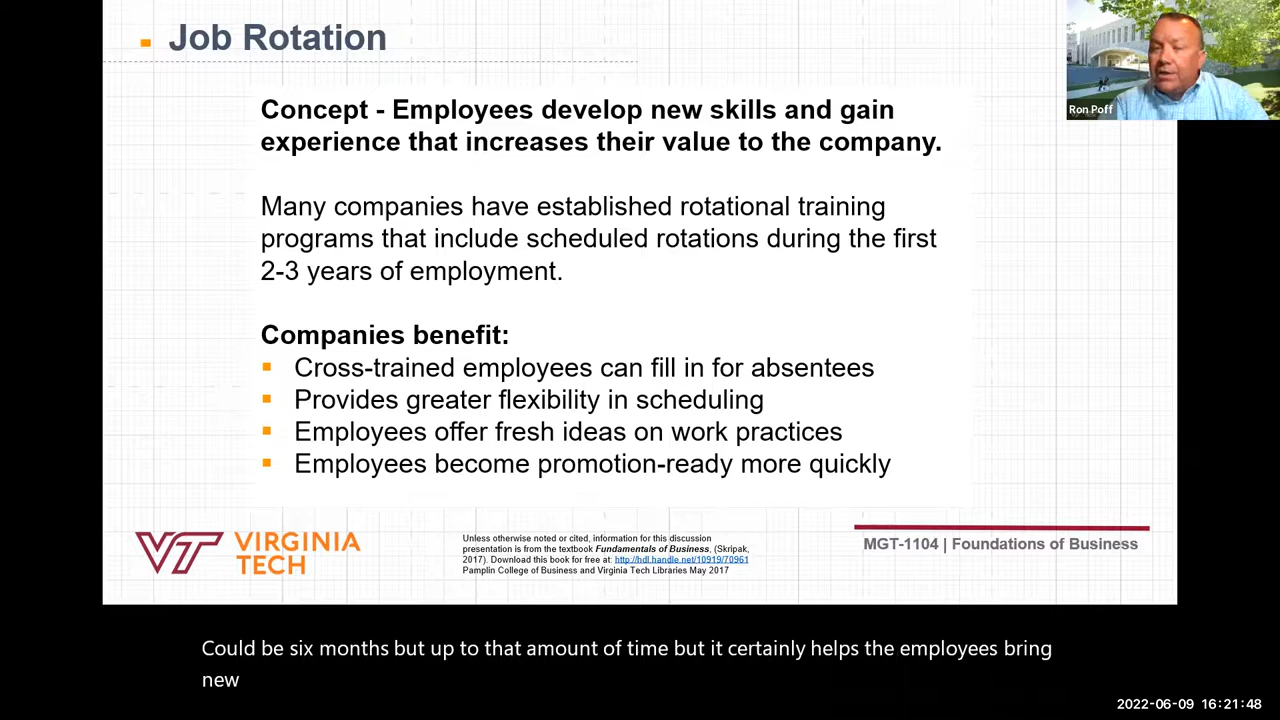 Job Rotation
Ron Poff
Concept - Employees develop new skills and gain
experience that increases their value to the company.
Many companies have established rotational training
programs that include scheduled rotations during the first
2-3 years of employment.
Companies benefit:
Cross-trained employees can fill in for absentees
Provides greater flexibility in scheduling
Employees offer fresh ideas on work practices
Employees become promotion-ready more quickly
VT VIRGINIA
TECH
Unless otherwise noted or cited, information for this discussion
presentation is from the textbook Fundamentals of Business, (Skripak,
2017). Download this book for free at: http://hdl.handle.net/10919/70961
Pamplin College of Business and Virginia Tech Libraries May 2017
MGT-1104 | Foundations of Business
Could be six months but up to that amount of time but it certainly helps the employees bring
new
2022-06-09 16:21:48